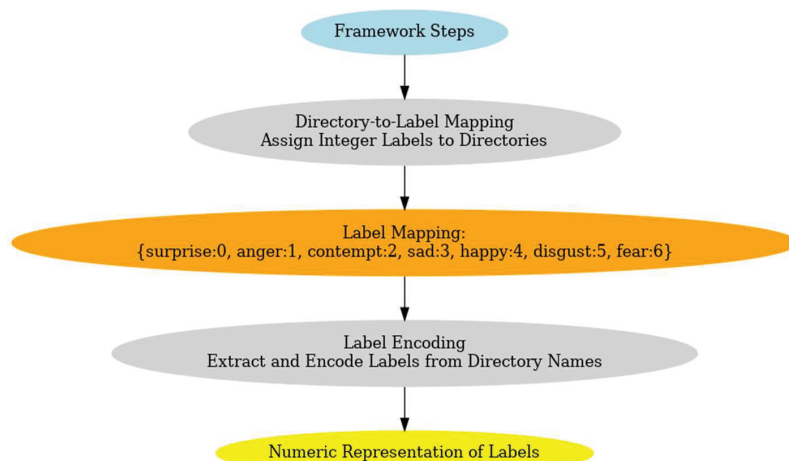 Framework Steps
Directory-to-Label Mapping
Assign Integer Labels to Directories
Label Mapping:
{surprise:0, anger:1, contempt:2, sad:3, happy:4, disgust:5, fear:6}
Label Encoding
Extract and Encode Labels from Directory Names
Numeric Representation of Labels